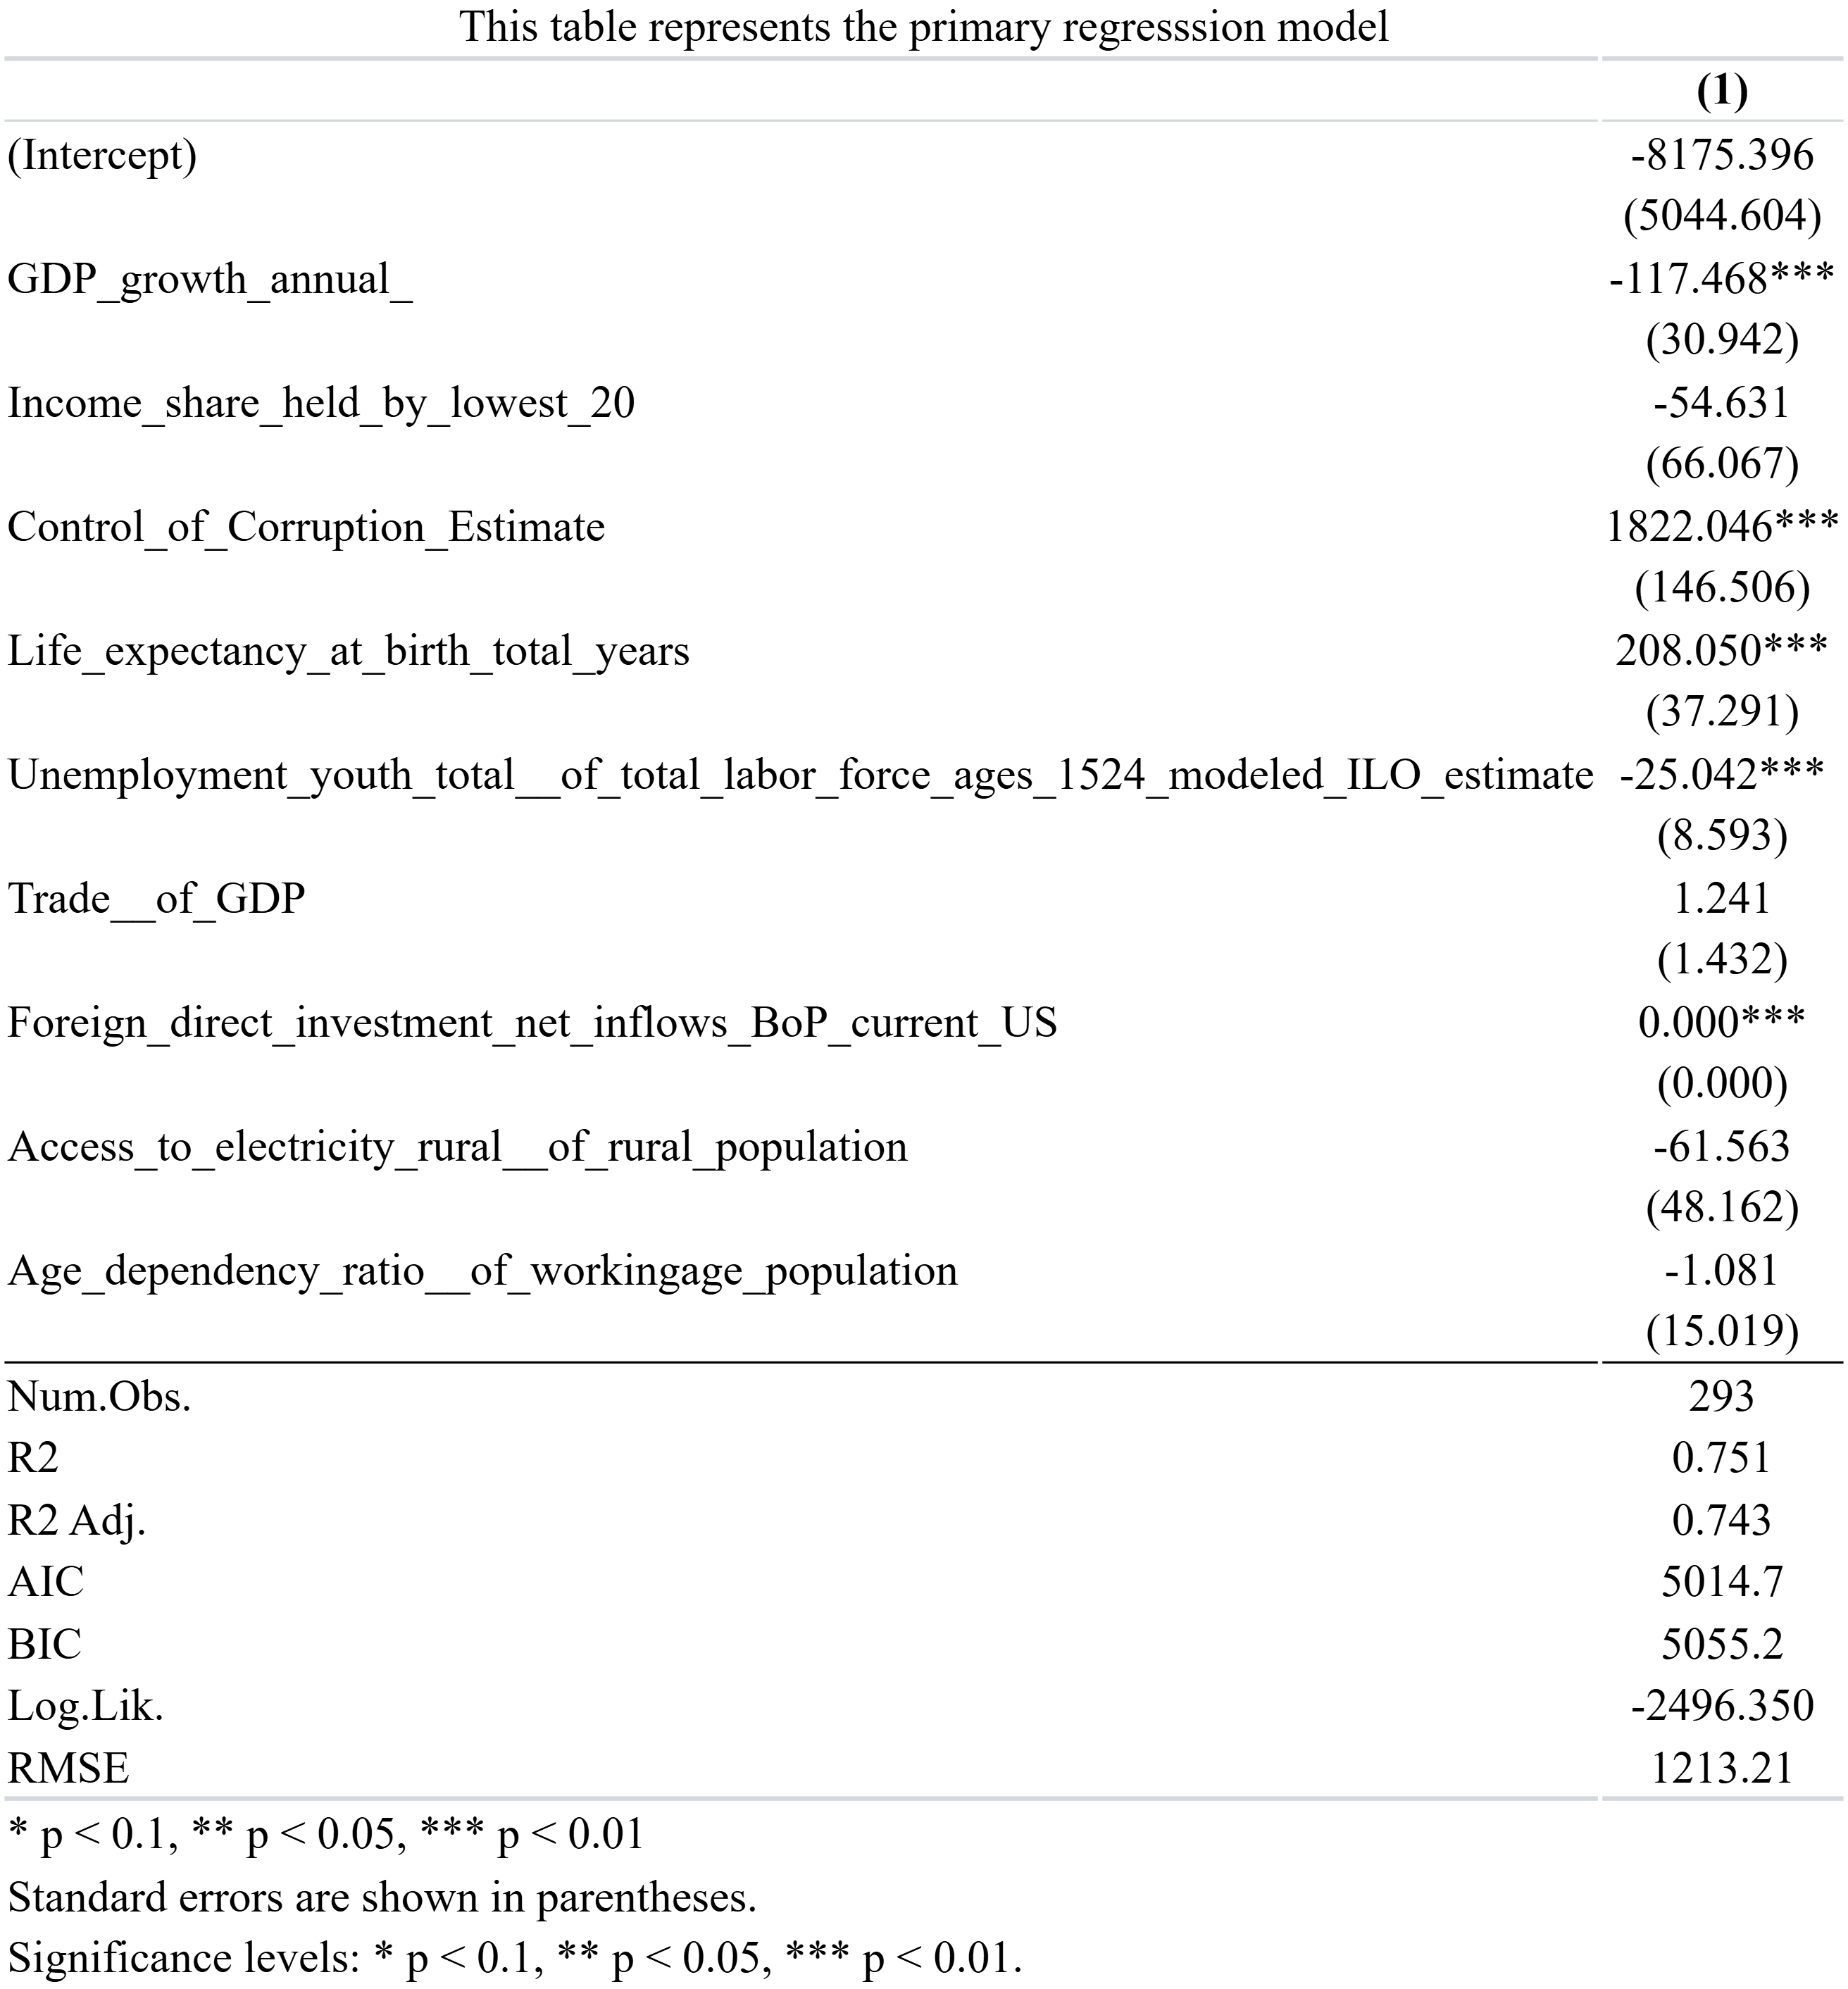 This table represents the primary regresssion model
(1)
(Intercept) -8175.396
(5044.604)
GDP_growth_annual_ -117.468***
(30.942)
Income_share_held_by_lowest_20 -54.631
(66.067)
Control_of_Corruption_Estimate 1822.046***
(146.506)
Life_expectancy_at_birth_total_years 208.050***
(37.291)
Unemployment_youth_total__of_total_labor_force_ages_1524_modeled_ILO_estimate -25.042***
(8.593)
Trade__of_GDP 1.241
(1.432)
Foreign_direct_investment_net_inflows_BoP_current_US 0.000***
(0.000)
Access_to_electricity_rural__of_rural_population -61.563
(48.162)
Age_dependency_ratio__of_workingage_population -1.081
(15.019)
Num.Obs. 293
R2 0.751
R2 Adj. 0.743
AIC 5014.7
BIC 5055.2
Log.Lik. -2496.350
RMSE 1213.21
* p < 0.1, ** p < 0.05, *** p < 0.01
Standard errors are shown in parentheses.
Significance levels: * p < 0.1, ** p < 0.05, *** p < 0.01.